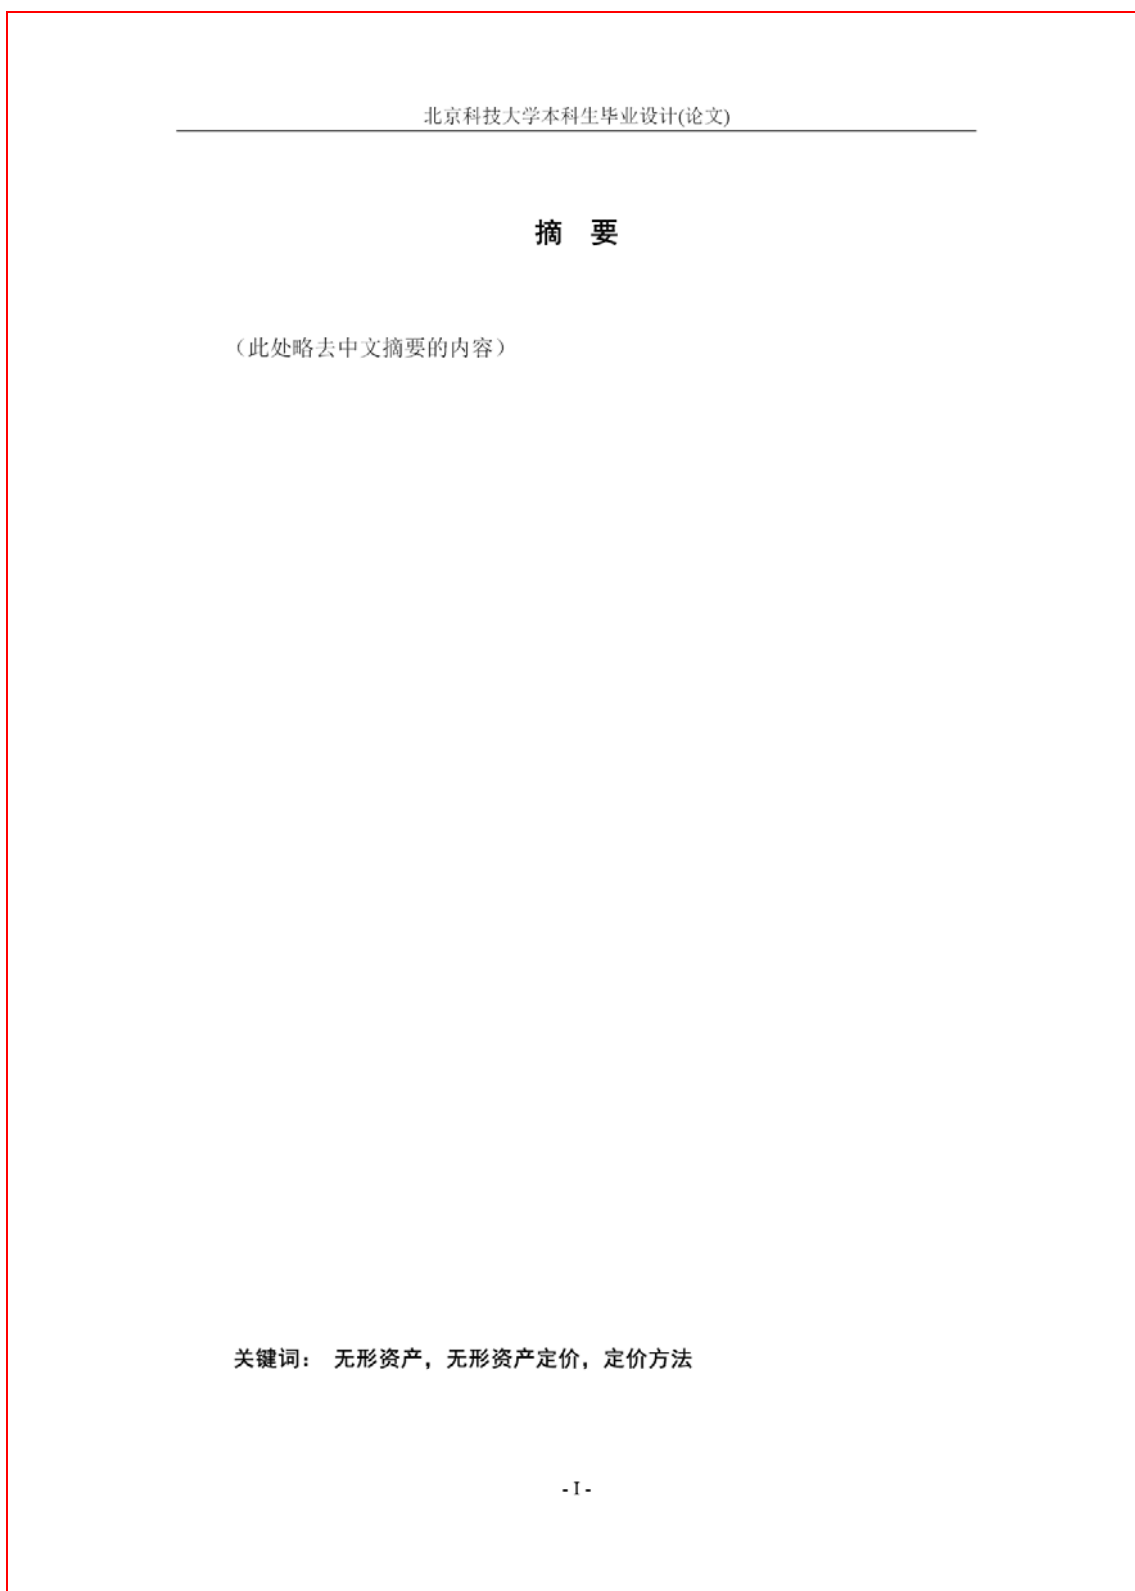 北京科技大学本科生毕业设计(论文)
摘 要
（此处略去中文摘要的内容）
关键词： 无形资产，无形资产定价，定价方法
- I -